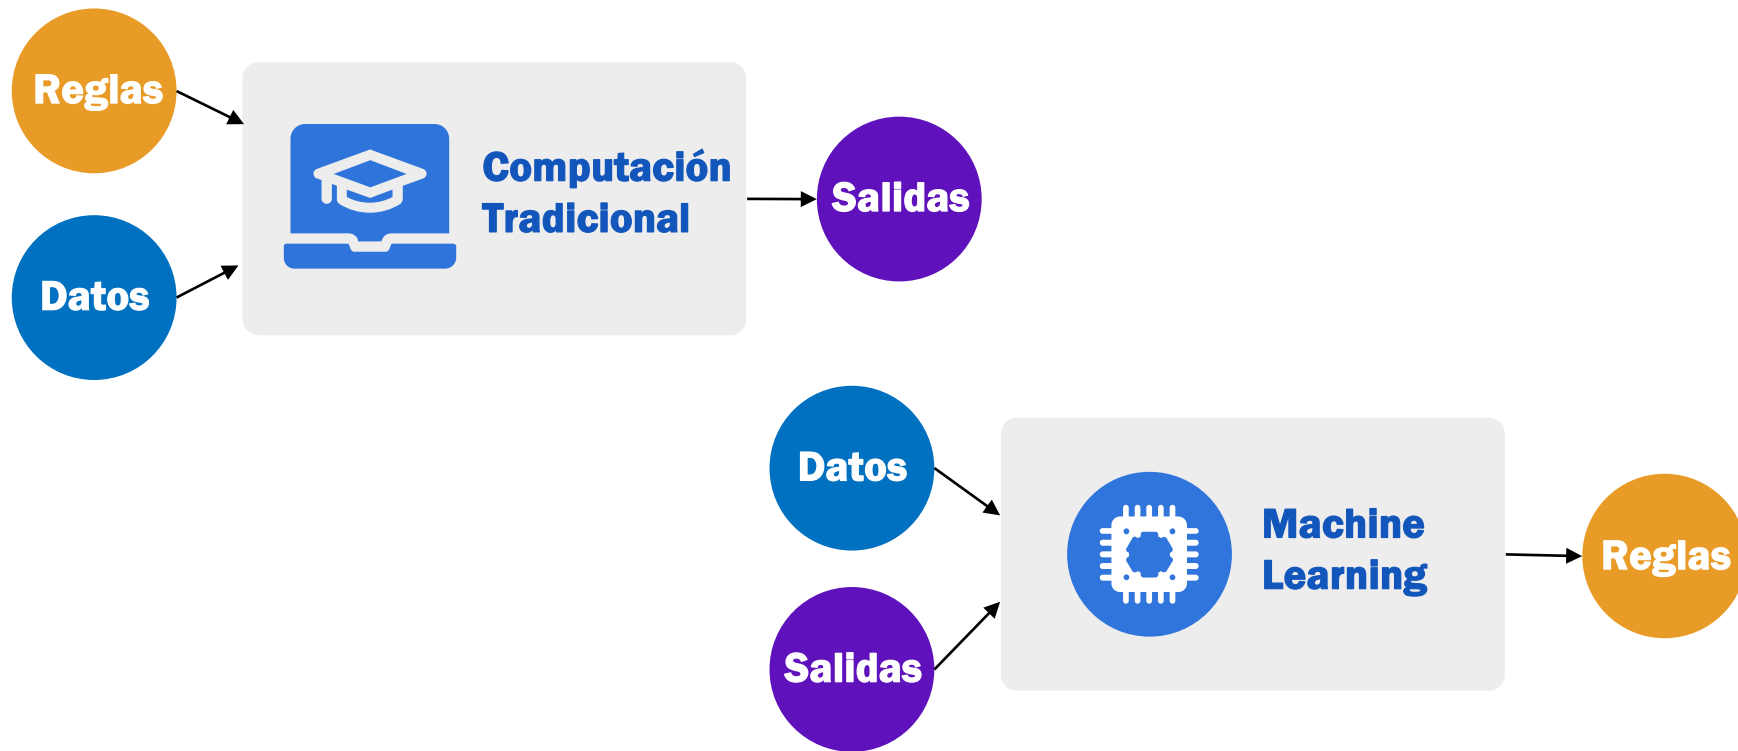 Reglas
Datos
Computación
Tradicional
Salidas
Datos
Salidas
Machine
Learning
Reglas